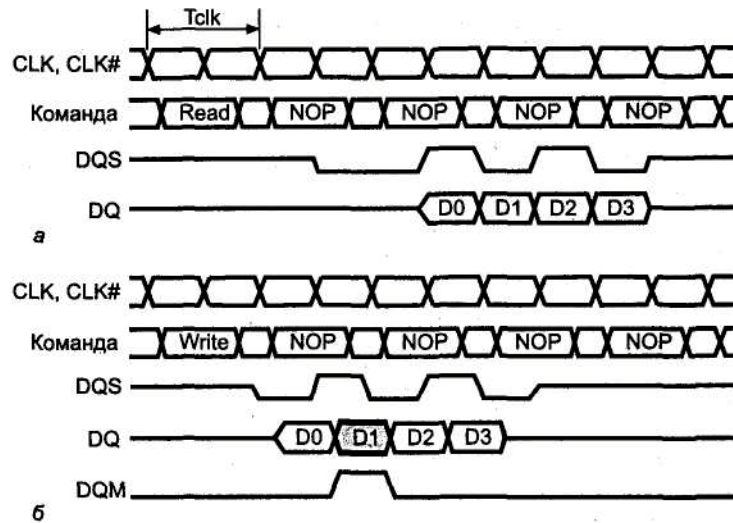 Tclk
CLK, CLK#
Команда Read NOP NOP NOP NOP
DQS
DQ D0 D1 D2 D3
а
CLK, CLK#
Команда Write NOP NOP NOP NOP
DQS
DQ D0 D1 D2 D3
DQM
б